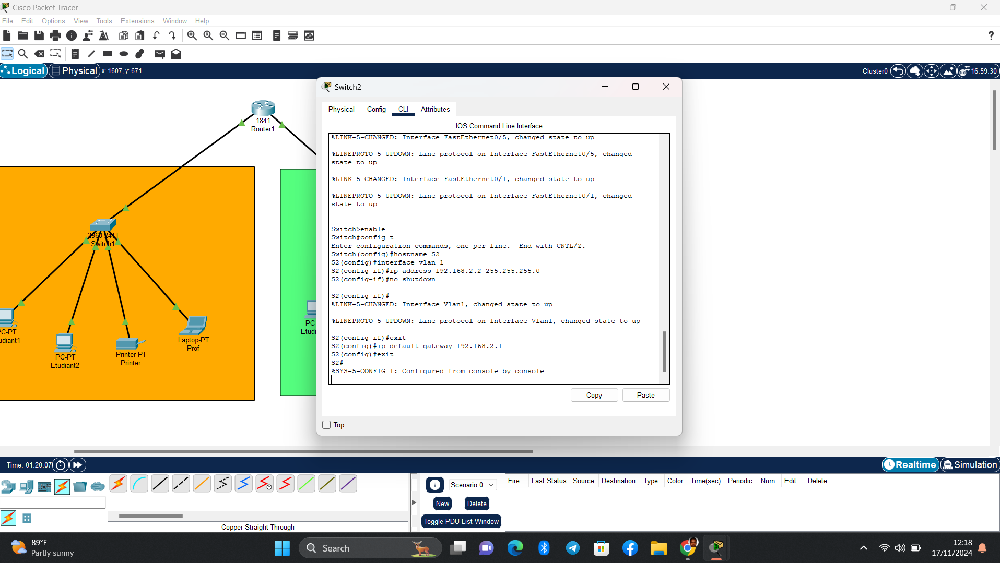 Cisco Packet Tracer
File Edit Options View Tools Extensions Window Help
Logical Physical x: 1607, y: 671
Cluster0 16:59:30
1841
Router1
2960-24TT
Switch1
PC-PT
udiant1
PC-PT
Etudiant2
Printer-PT
Printer
Laptop-PT
Prof
PC-
Etudi
Switch2
Physical Config CLI Attributes
IOS Command Line Interface
%LINK-5-CHANGED: Interface FastEthernet0/5, changed state to up
%LINEPROTO-5-UPDOWN: Line protocol on Interface FastEthernet0/5, changed
state to up
%LINK-5-CHANGED: Interface FastEthernet0/1, changed state to up
%LINEPROTO-5-UPDOWN: Line protocol on Interface FastEthernet0/1, changed
state to up
Switch>enable
Switch#config t
Enter configuration commands, one per line.  End with CNTL/Z.
Switch(config)#hostname S2
S2(config)#interface vlan 1
S2(config-if)#ip address 192.168.2.2 255.255.255.0
S2(config-if)#no shutdown
S2(config-if)#
%LINK-5-CHANGED: Interface Vlan1, changed state to up
%LINEPROTO-5-UPDOWN: Line protocol on Interface Vlan1, changed state to up
S2(config-if)#exit
S2(config)#ip default-gateway 192.168.2.1
S2(config)#exit
S2#
%SYS-5-CONFIG_I: Configured from console by console
Copy Paste
Top
Time: 01:20:07
Realtime Simulation
Copper Straight-Through
Scenario 0
New Delete
Toggle PDU List Window
Fire Last Status Source Destination Type Color Time(sec) Periodic Num Edit Delete
89°F
Partly sunny
Search
12:18
17/11/2024